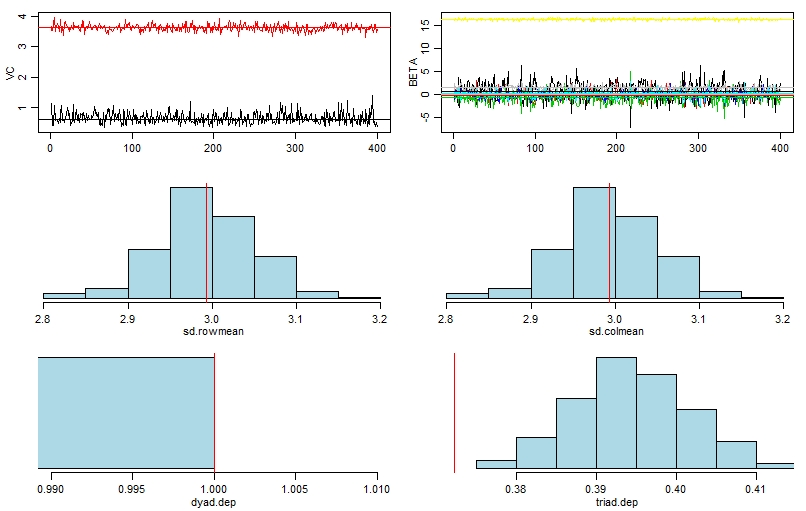 VC
4
3
2
1
0 100 200 300 400
BETA
15
10
5
0
-5
0 100 200 300 400
2.8 2.9 3.0 3.1 3.2
sd.rowmean
2.8 2.9 3.0 3.1 3.2
sd.colmean
0.990 0.995 1.000 1.005 1.010
dyad.dep
0.38 0.39 0.40 0.41
triad.dep